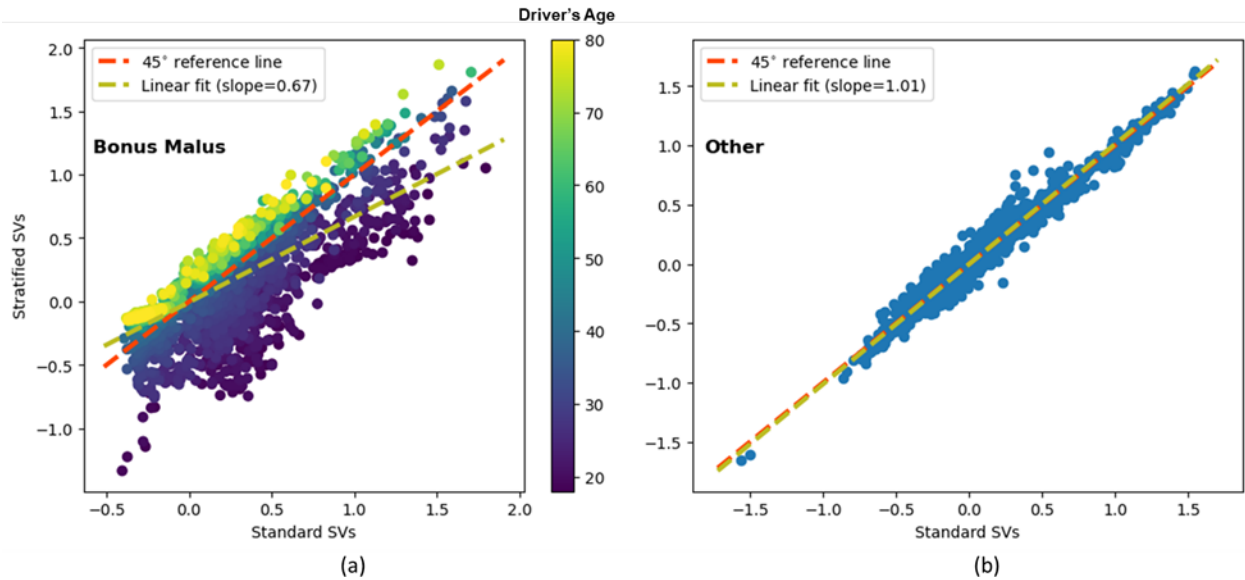 Driver's Age
45° reference line
Linear fit (slope=0.67)
Bonus Malus
Stratified SVs
2.0
1.5
1.0
0.5
0.0
−0.5
−1.0
−0.5
0.0
0.5
1.0
1.5
2.0
Standard SVs
80
70
60
50
40
30
20
(a)
45° reference line
Linear fit (slope=1.01)
Other
1.5
1.0
0.5
0.0
−0.5
−1.0
−1.5
−1.5
−1.0
−0.5
0.0
0.5
1.0
1.5
Standard SVs
(b)